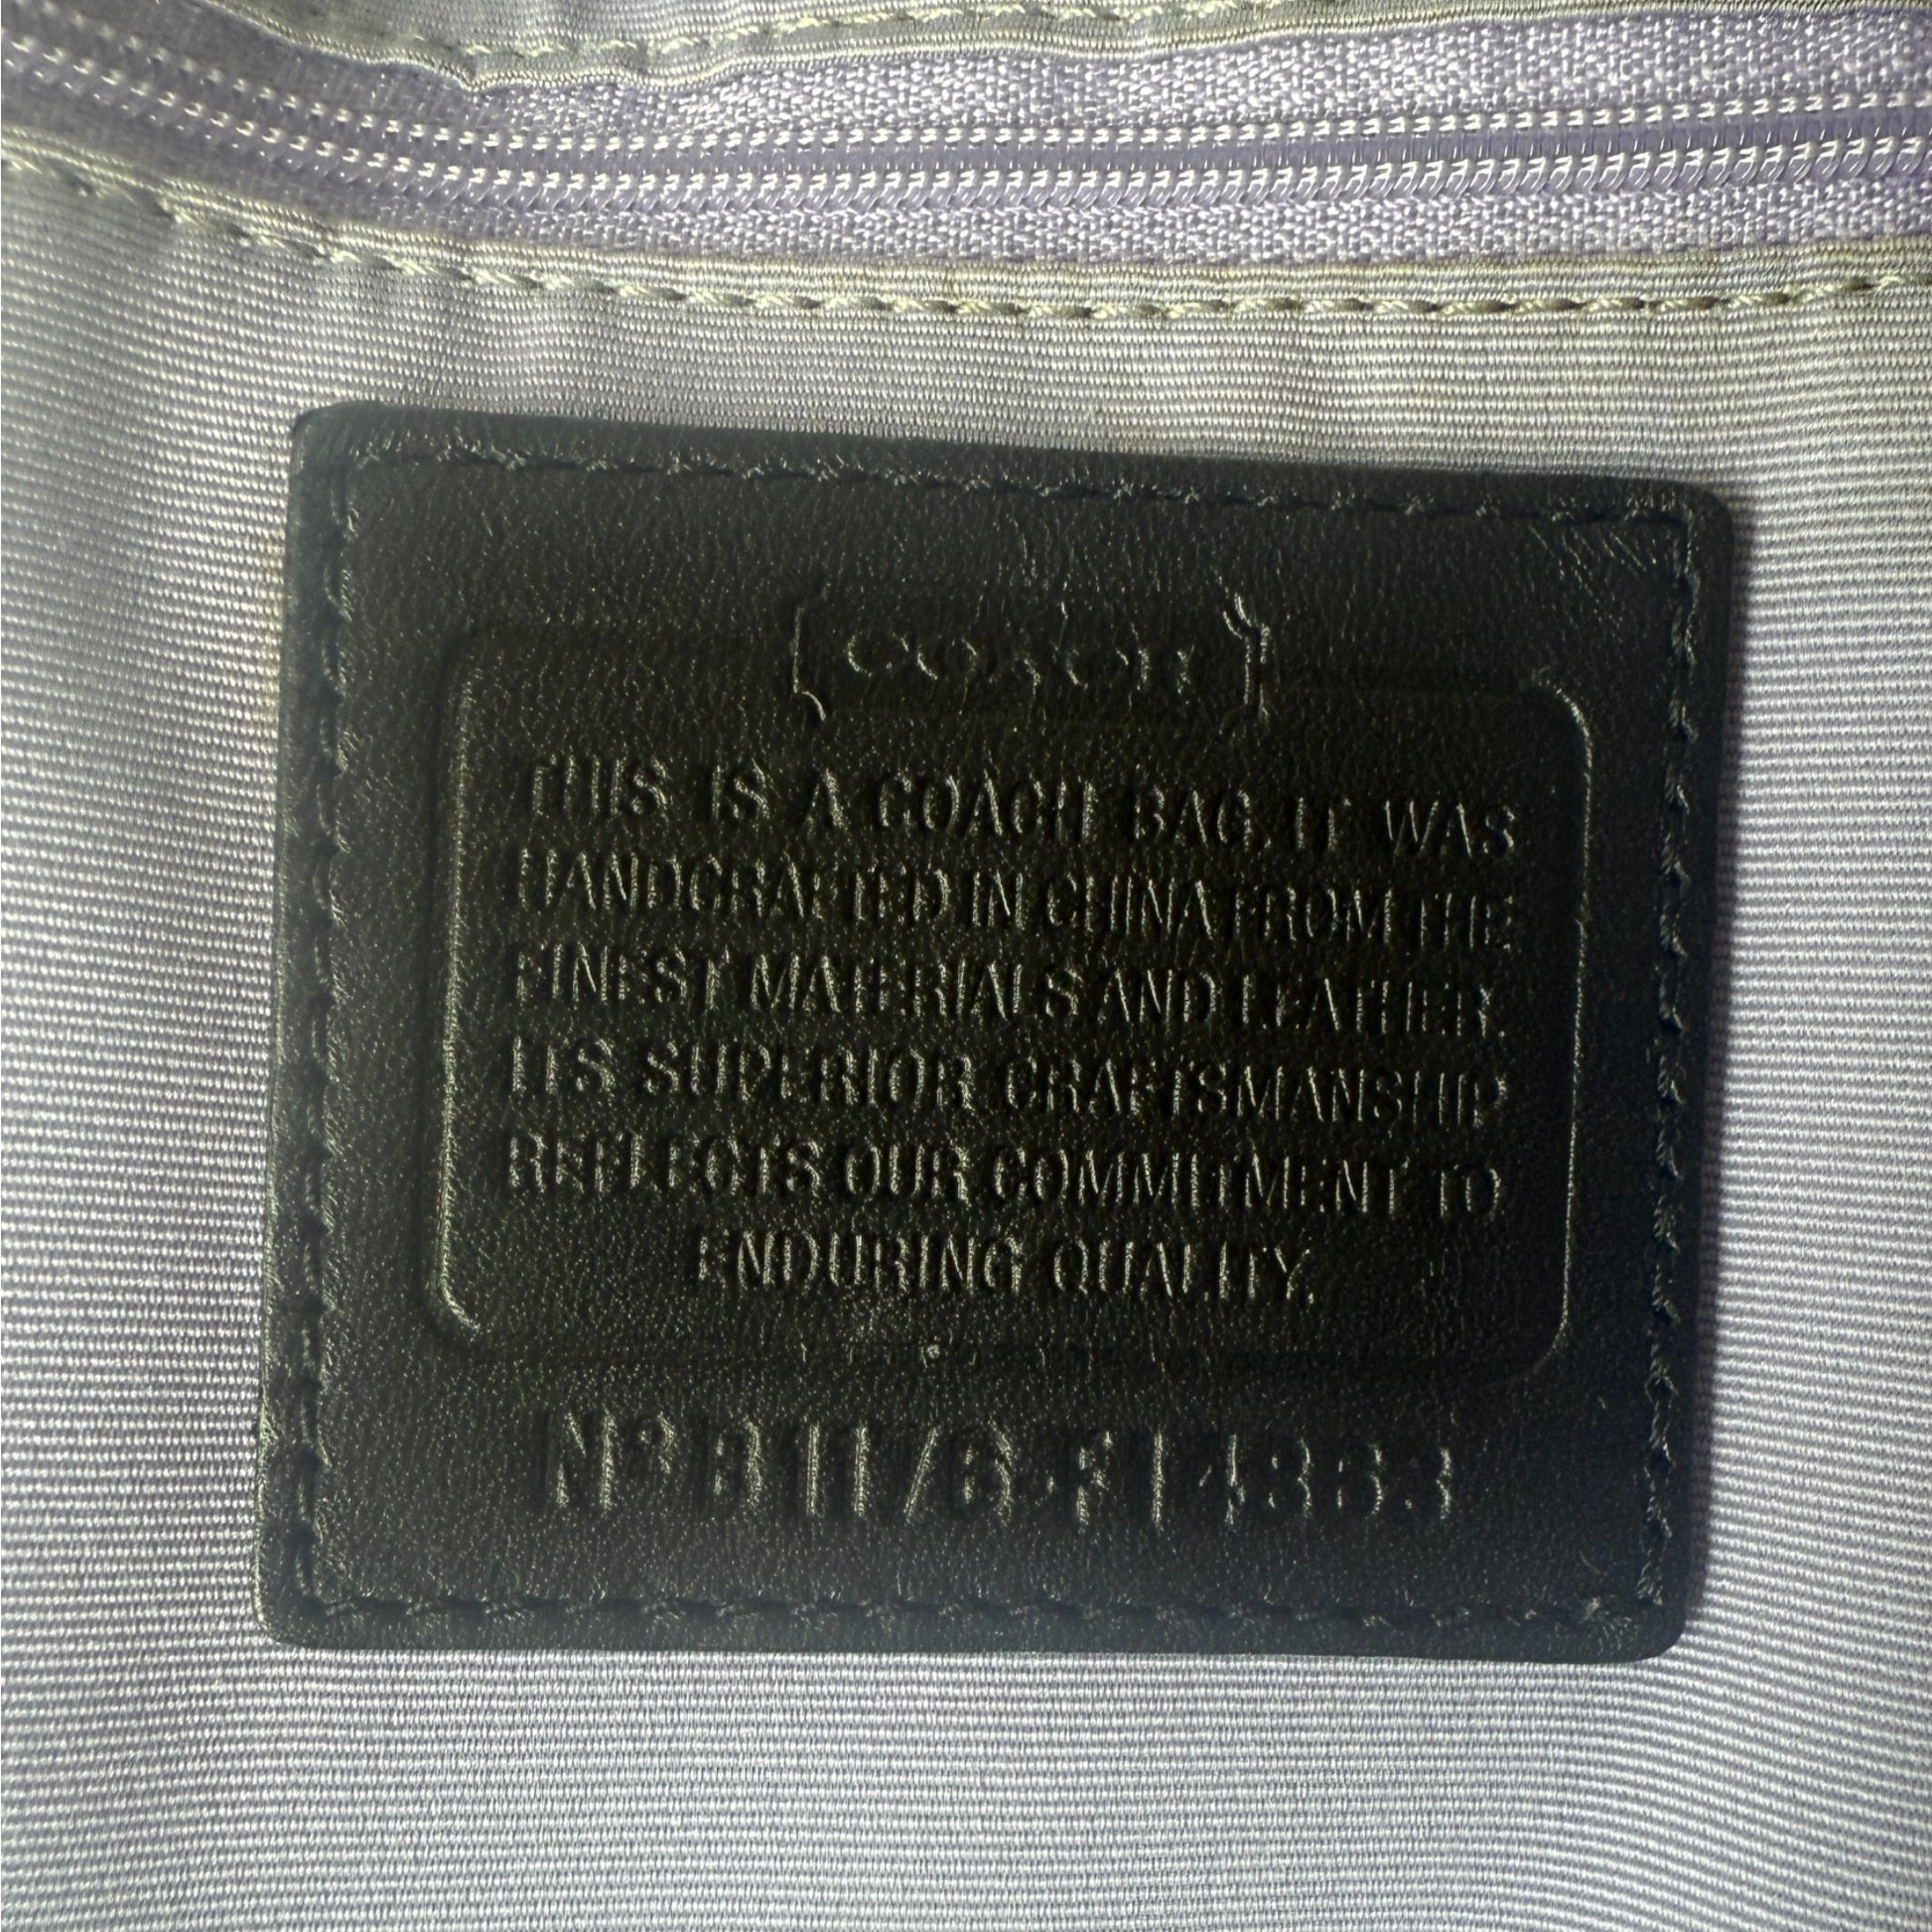 COACH
THIS IS A COACH BAG. IT WAS
HANDCRAFTED IN CHINA FROM THE
FINEST MATERIALS AND LEATHER.
ITS SUPERIOR CRAFTSMANSHIP
REFLECTS OUR COMMITMENT TO
ENDURING QUALITY.
Nº